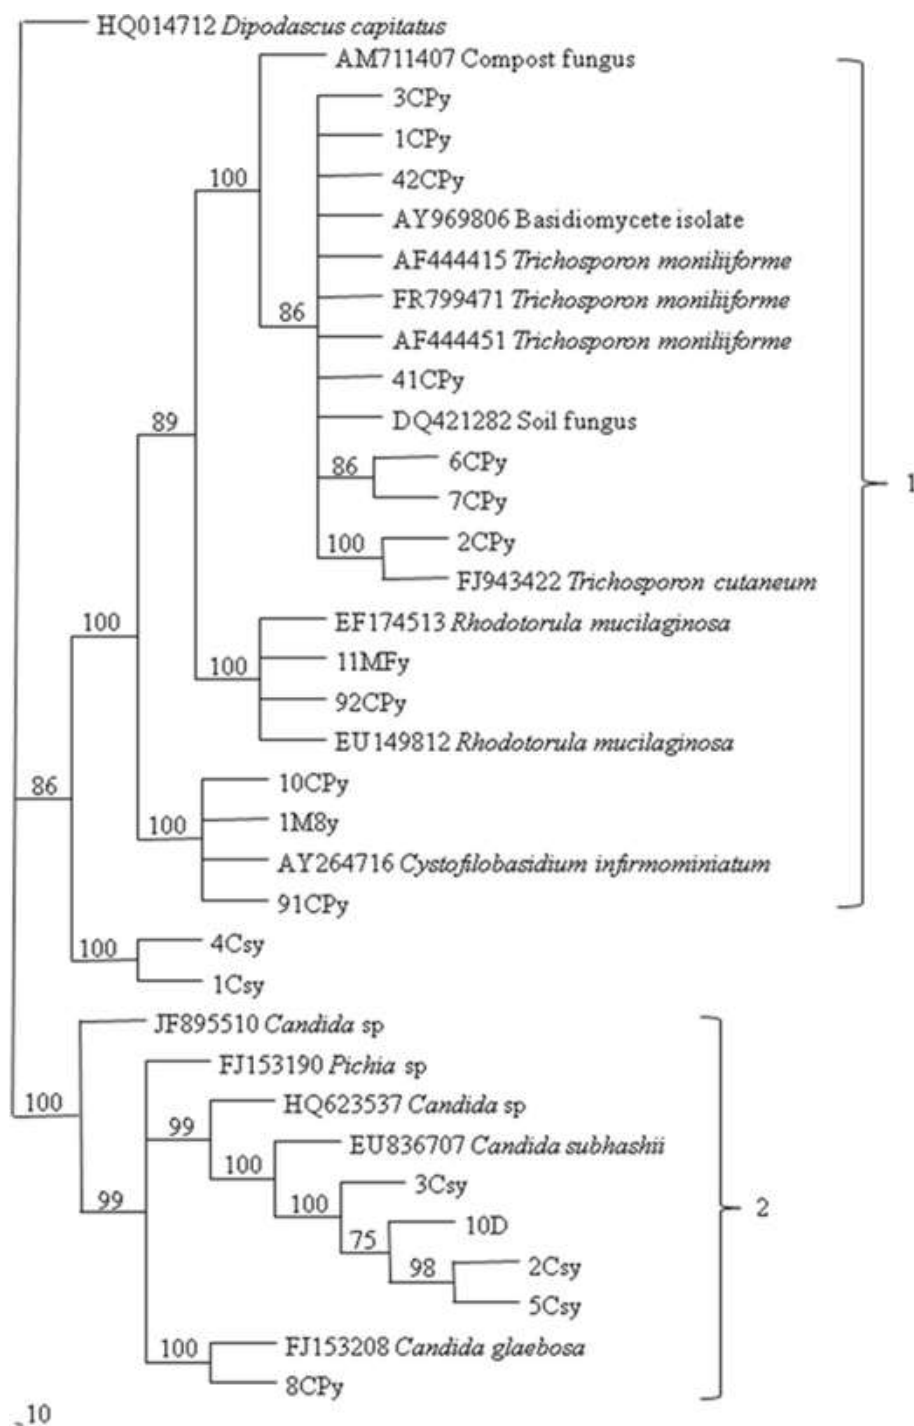 HQ014712 Dipodascus capitatus
AM711407 Compost fungus
3CPy
1CPy
100
42CPy
AY969806 Basidiomycete isolate
AF444415 Trichosporon moniliiforme
FR799471 Trichosporon moniliiforme
86
AF444451 Trichosporon moniliiforme
41CPy
89
DQ421282 Soil fungus
6CPy
86
1
7CPy
2CPy
100
FJ943422 Trichosporon cutaneum
EF174513 Rhodotorula mucilaginosa
100
11MFy
100
92CPy
EU149812 Rhodotorula mucilaginosa
10CPy
86
1M8y
100
AY264716 Cystofilobasidium infirmominiatum
91CPy
4Csy
100
1Csy
JF895510 Candida sp
FJ153190 Pichia sp
100
HQ623537 Candida sp
99
EU836707 Candida subhashii
100
3Csy
99
100
2
10D
75
2Csy
98
5Csy
FJ153208 Candida glaebosa
100
8CPy
10